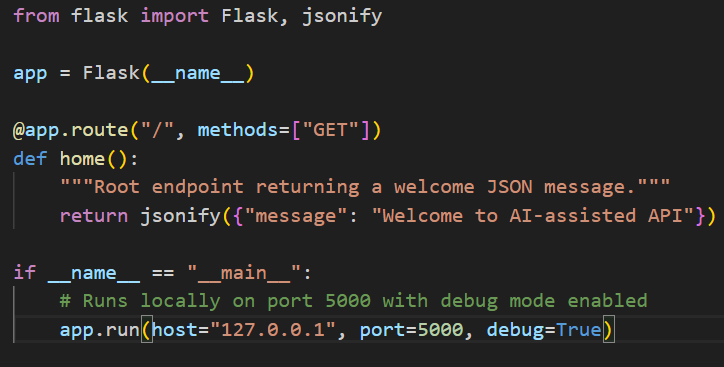 from flask import Flask, jsonify
app = Flask(__name__)
@app.route("/", methods=["GET"])
def home():
    """Root endpoint returning a welcome JSON message."""
    return jsonify({"message": "Welcome to AI-assisted API"})
if __name__ == "__main__":
    # Runs locally on port 5000 with debug mode enabled
    app.run(host="127.0.0.1", port=5000, debug=True)